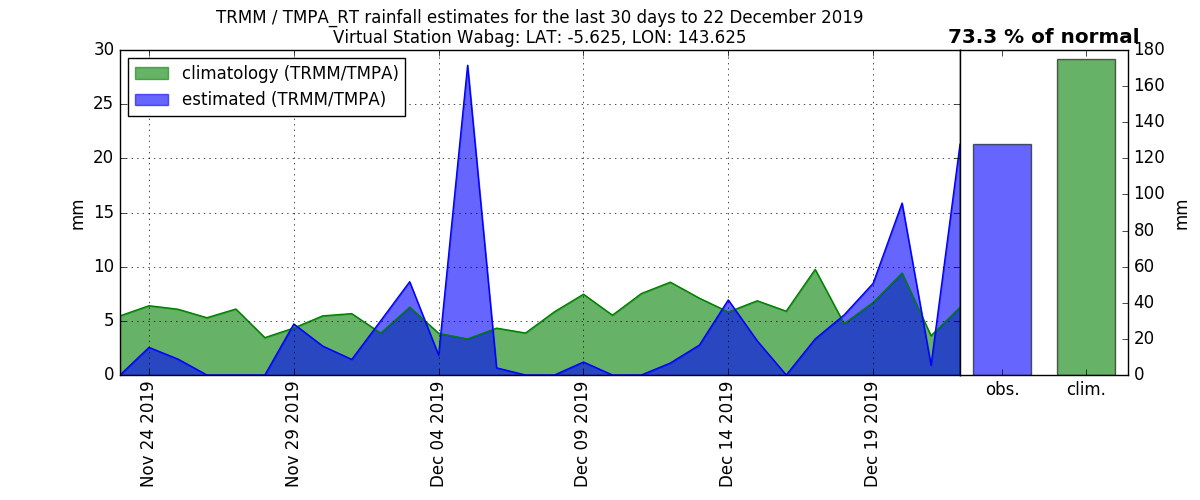 TRMM / TMPA_RT rainfall estimates for the last 30 days to 22 December 2019
Virtual Station Wabag: LAT: -5.625, LON: 143.625
73.3 % of normal
climatology (TRMM/TMPA)
estimated (TRMM/TMPA)
mm
30
25
20
15
10
5
0
Nov 24 2019
Nov 29 2019
Dec 04 2019
Dec 09 2019
Dec 14 2019
Dec 19 2019
obs.
clim.
180
160
140
120
100
80
60
40
20
0
mm